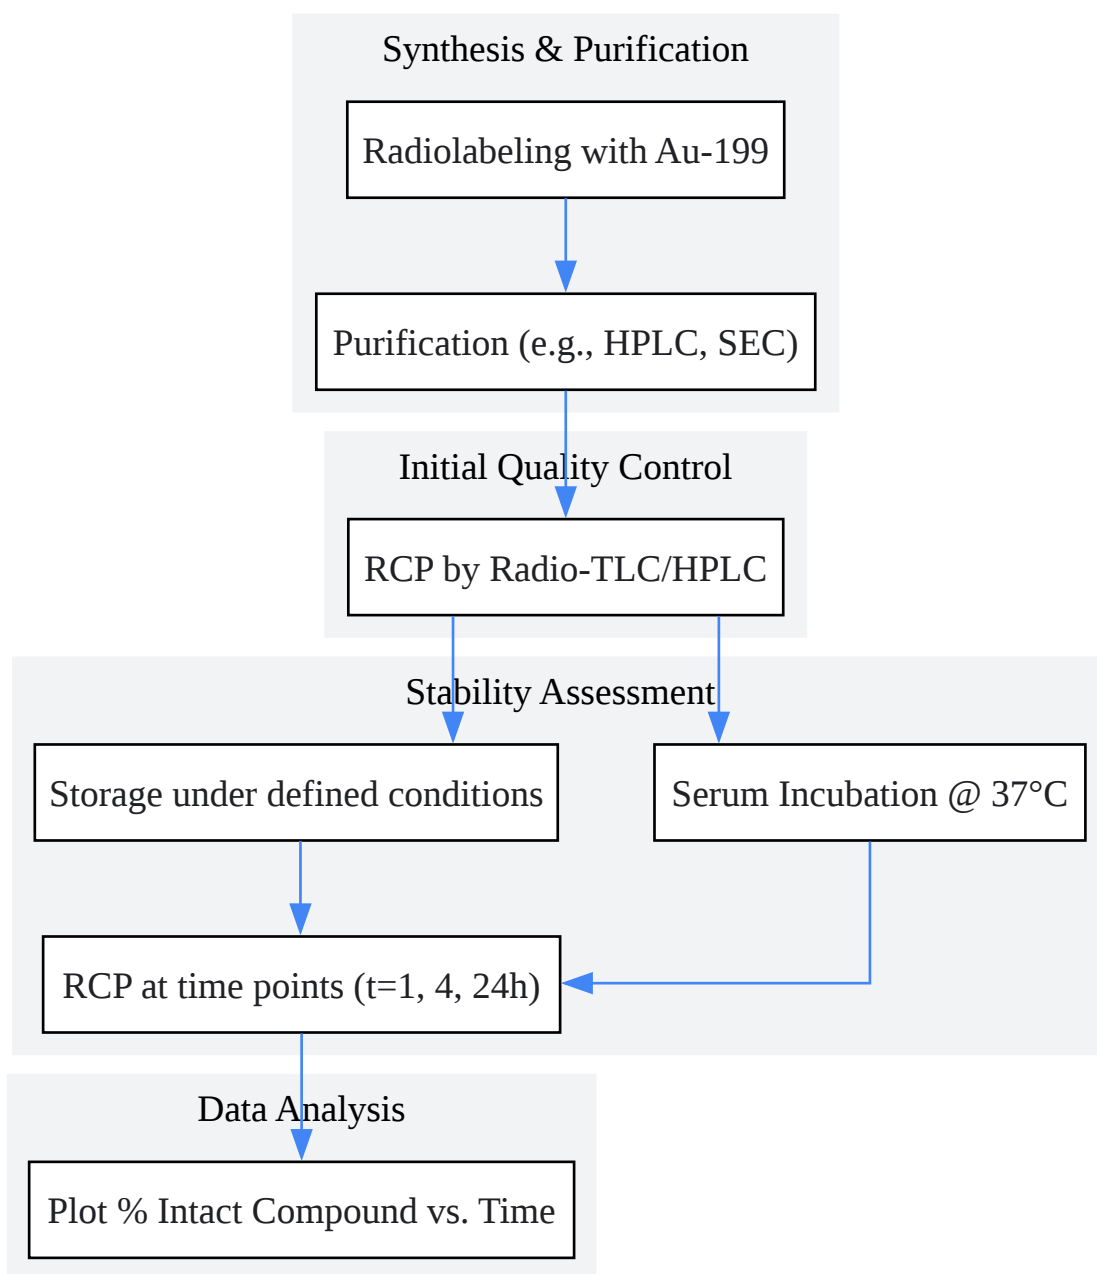 Synthesis & Purification
Radiolabeling with Au-199
Purification (e.g., HPLC, SEC)
Initial Quality Control
RCP by Radio-TLC/HPLC
Stability Assessment
Storage under defined conditions
Serum Incubation @ 37°C
RCP at time points (t=1, 4, 24h)
Data Analysis
Plot % Intact Compound vs. Time